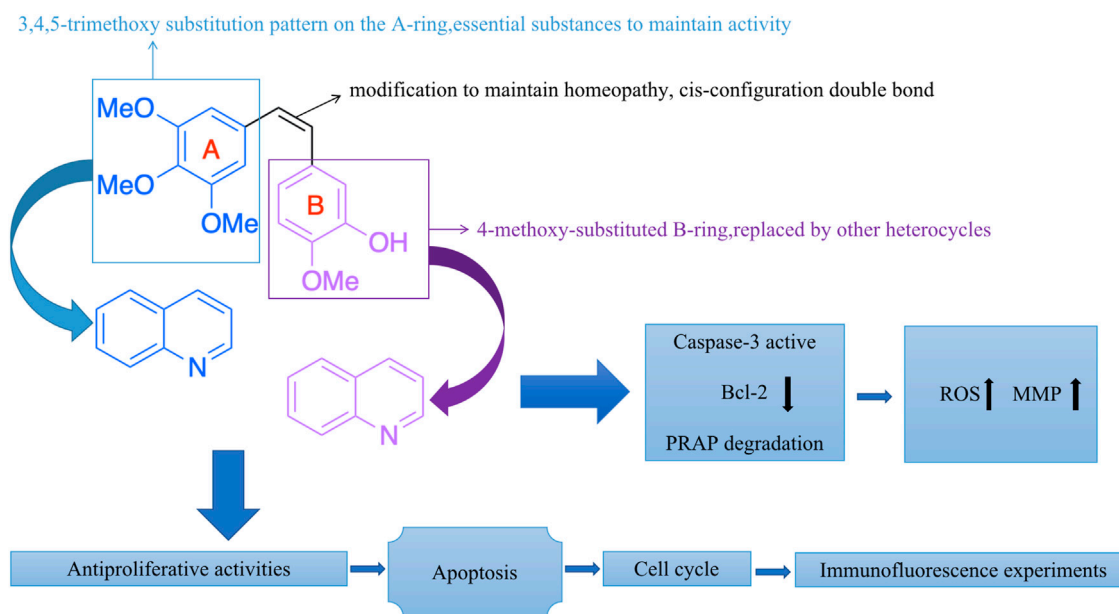 3,4,5-trimethoxy substitution pattern on the A-ring,essential substances to maintain activity
modification to maintain homeopathy, cis-configuration double bond
MeO
A
MeO
OMe
B
OH
OMe
4-methoxy-substituted B-ring,replaced by other heterocycles
N
N
Caspase-3 active
Bcl-2
PRAP degradation
ROS MMP
Antiproliferative activities
Apoptosis
Cell cycle
Immunofluorescence experiments